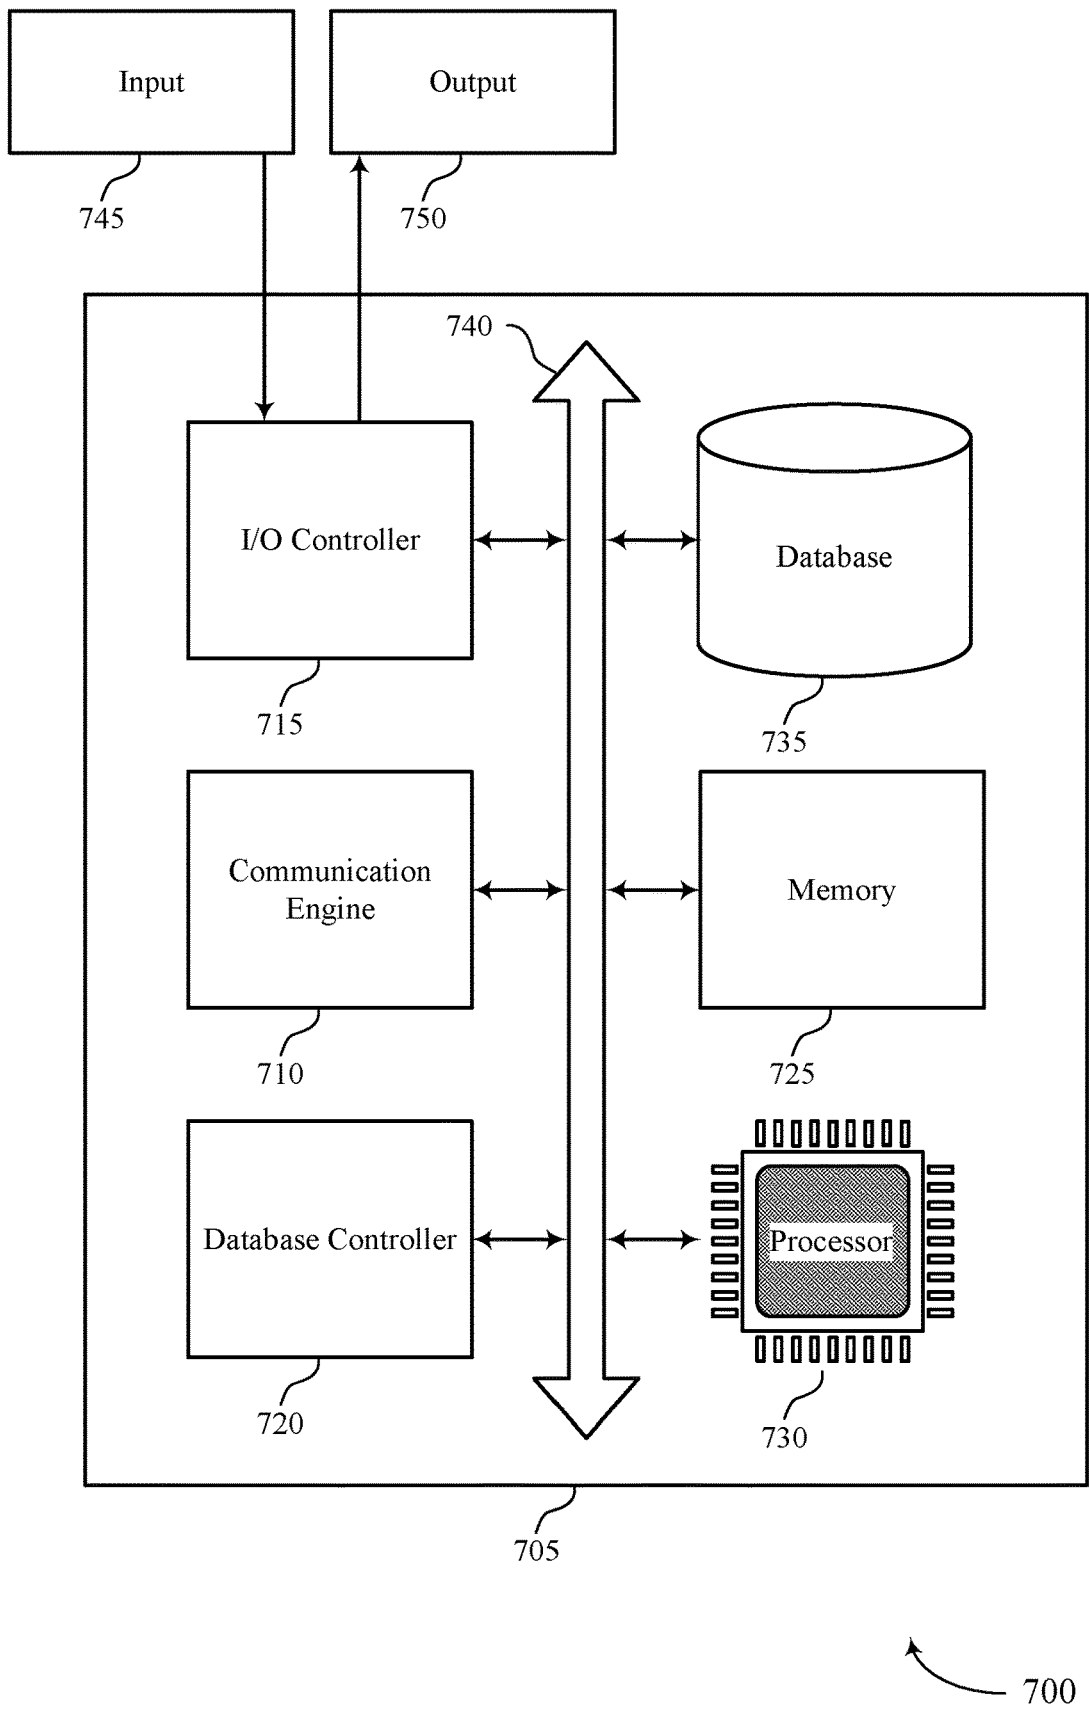 Input
Output
745
750
740
I/O Controller
Database
715
735
Communication
Engine
Memory
710
725
Database Controller
Processor
720
730
705
700